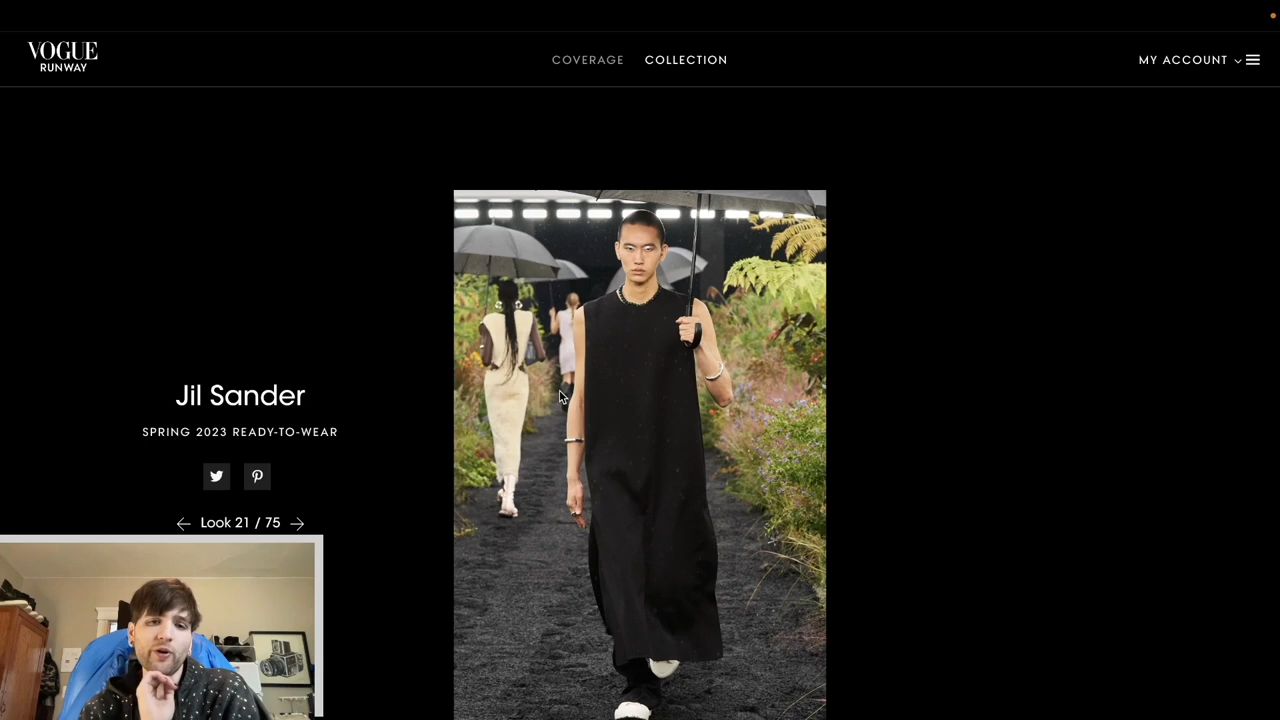 VOGUE
RUNWAY
COVERAGE COLLECTION
MY ACCOUNT
Jil Sander
SPRING 2023 READY-TO-WEAR
Look 21 / 75